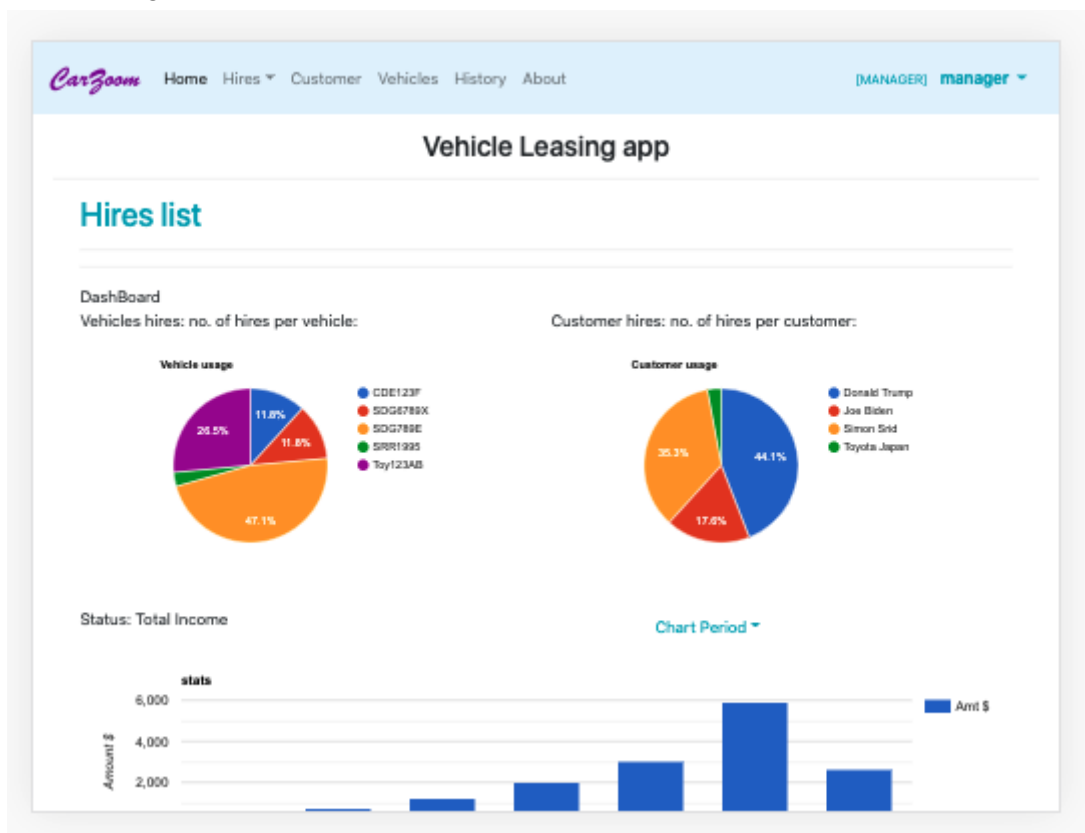 CarZoom Home Hires Customer Vehicles History About [MANAGER] manager
Vehicle Leasing app
Hires list
DashBoard
Vehicles hires: no. of hires per vehicle:
Customer hires: no. of hires per customer:
Vehicle usage
11.8%
11.8%
47.1%
26.5%
CDE123F
SDG6789X
SDG789E
SRR1995
Toy123AB
Customer usage
44.1%
17.6%
35.3%
Donald Trump
Joe Biden
Simon Srid
Toyota Japan
Status: Total Income
Chart Period
stats
6,000
4,000
2,000
Amount $
Amt $